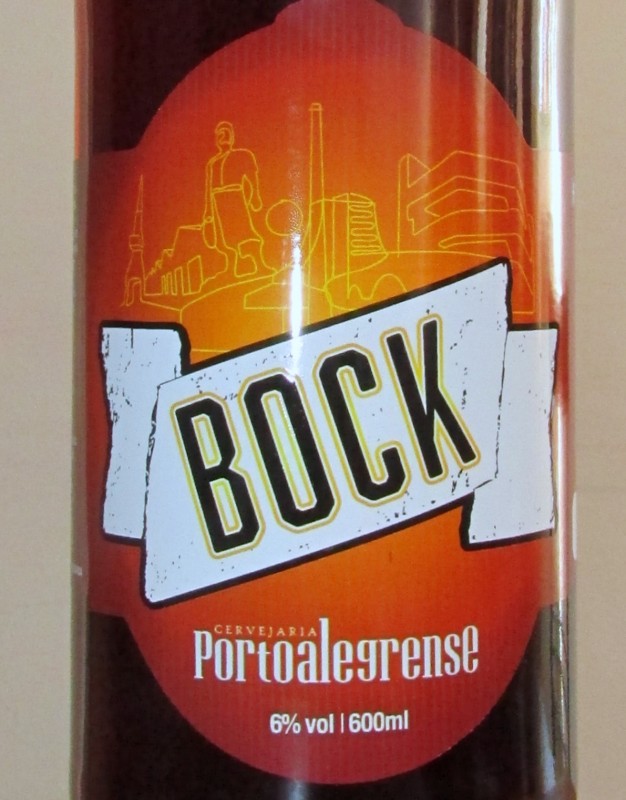 BOCK
CERVEJARIA
Portoalegrense
6% vol | 600ml